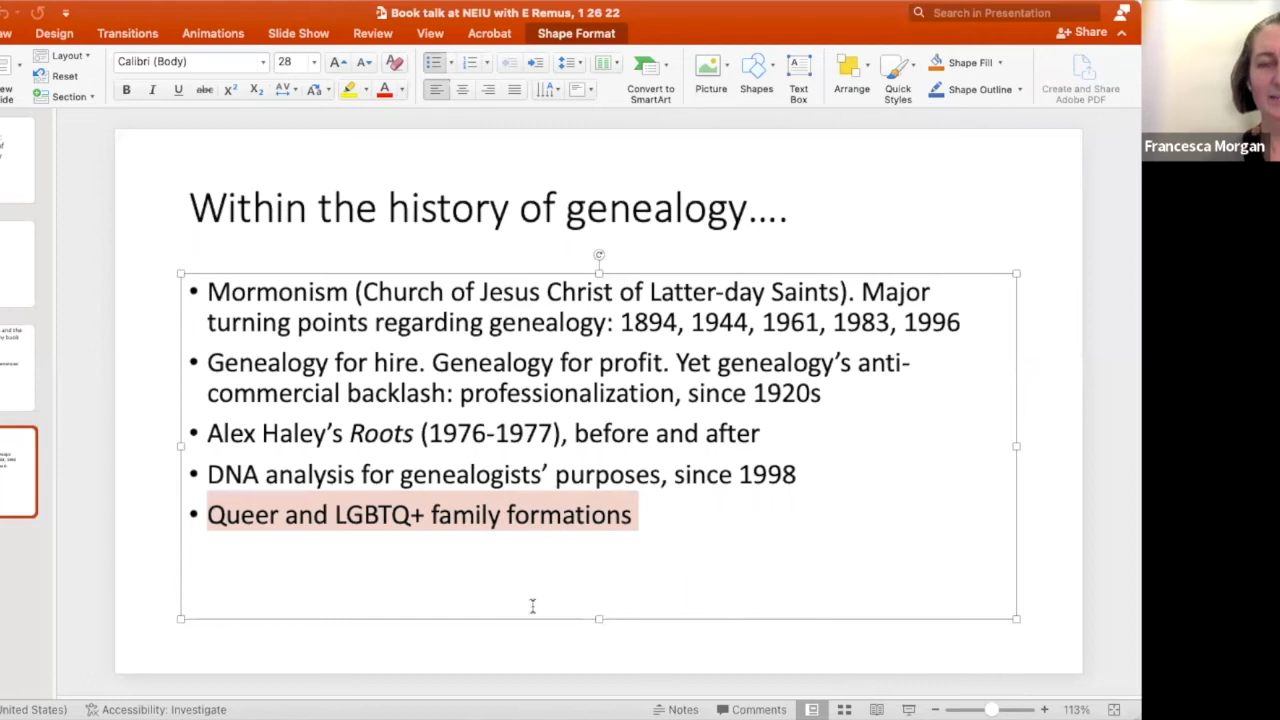 Book talk at NEIU with E Remus, 1 26 22
Search in Presentation
Design Transitions Animations Slide Show Review View Acrobat Shape Format
Share
Layout
Reset
Section
Calibri (Body) 28
Convert to SmartArt
Picture
Shapes
Text Box
Arrange
Quick Styles
Shape Fill
Shape Outline
Create and Share Adobe PDF
Francesca Morgan
Within the history of genealogy....
• Mormonism (Church of Jesus Christ of Latter-day Saints). Major
turning points regarding genealogy: 1894, 1944, 1961, 1983, 1996
• Genealogy for hire. Genealogy for profit. Yet genealogy's anti-
commercial backlash: professionalization, since 1920s
• Alex Haley's Roots (1976-1977), before and after
• DNA analysis for genealogists' purposes, since 1998
• Queer and LGBTQ+ family formations
United States) Accessibility: Investigate Notes Comments 113%